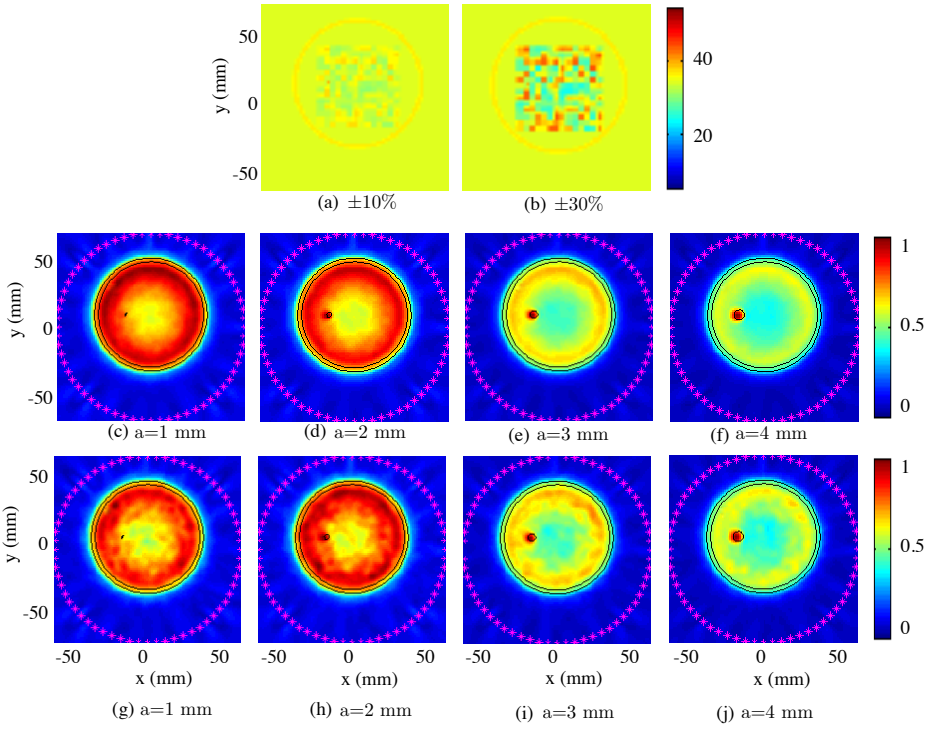 50
0
-50
y (mm)
40
20
(a) ±10%
(b) ±30%
50
0
-50
y (mm)
1
0.5
0
(c) a=1 mm
(d) a=2 mm
(e) a=3 mm
(f) a=4 mm
50
0
-50
y (mm)
1
0.5
0
-50 0 50
-50 0 50
-50 0 50
-50 0 50
x (mm)
x (mm)
x (mm)
x (mm)
(g) a=1 mm
(h) a=2 mm
(i) a=3 mm
(j) a=4 mm